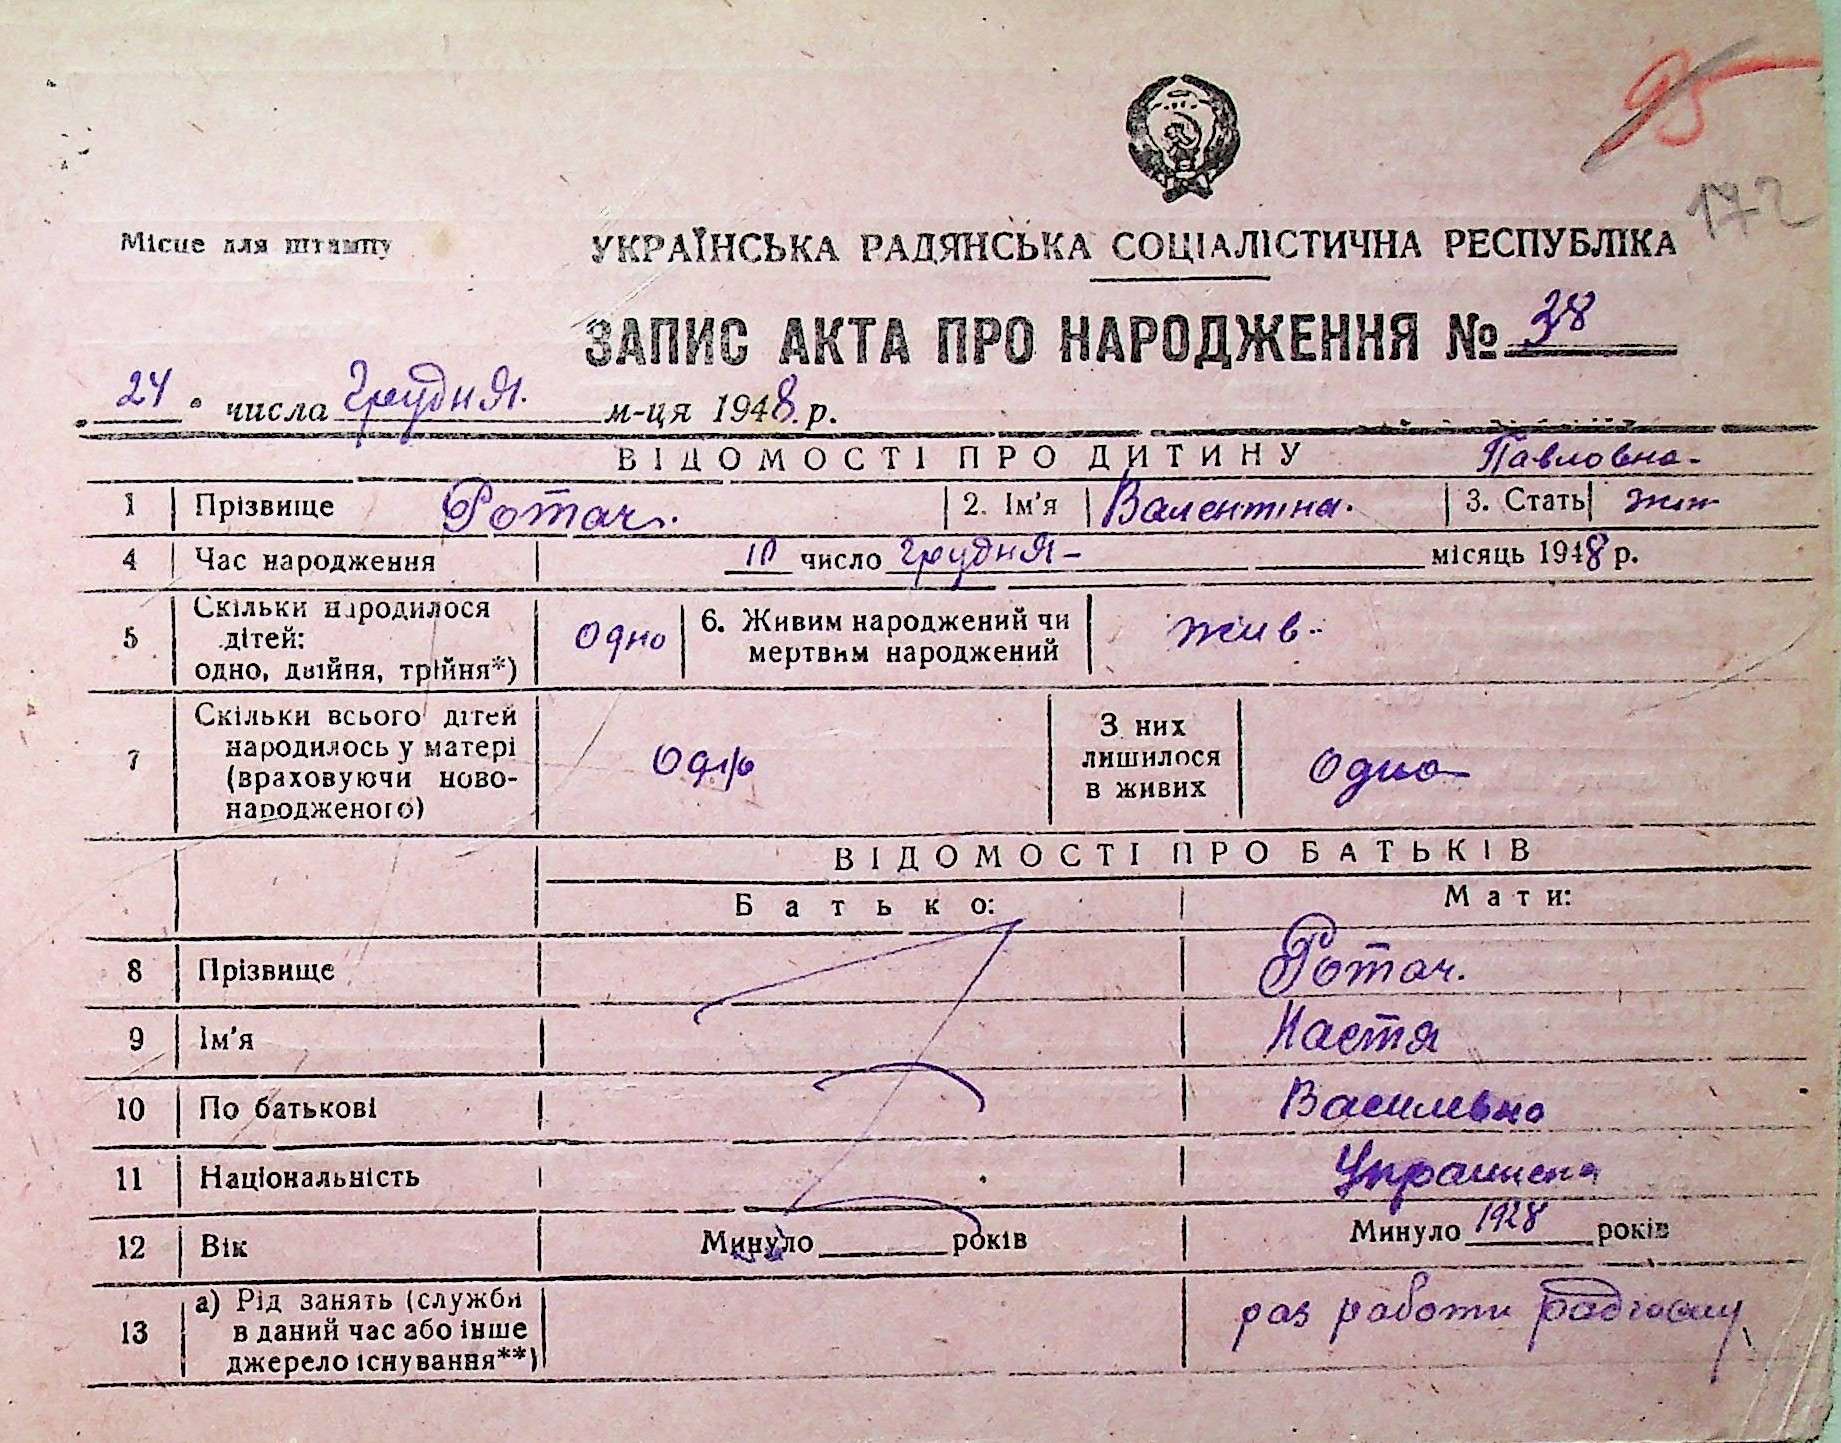 95
172
Місце для штампу
УКРАЇНСЬКА РАДЯНСЬКА СОЦІАЛІСТИЧНА РЕСПУБЛІКА
ЗАПИС АКТА ПРО НАРОДЖЕННЯ № 38
„ 24 " числа Грудня. м-ця 1948. р.
ВІДОМОСТІ ПРО ДИТИНУ Павловна.
1 Прізвище Ротач. 2. Ім'я Валентина. 3. Стать жін
4 Час народження 10 число Грудня - місяць 1948 р.
5 Скільки народилося дітей: одно, двійня, трійня*) Одно 6. Живим народжений чи мертвим народжений жив.
7 Скільки всього дітей народилось у матері (враховуючи новонародженого) Одно З них лишилося в живих Одно
ВІДОМОСТІ ПРО БАТЬКІВ
Батько: Мати:
8 Прізвище Ротач.
9 Ім'я Настя
10 По батькові Василевна
11 Національність Украинена
12 Вік Минуло років Минуло 1928 років
13 а) Рід занять (служби в даний час або інше джерело існування**) раз работи